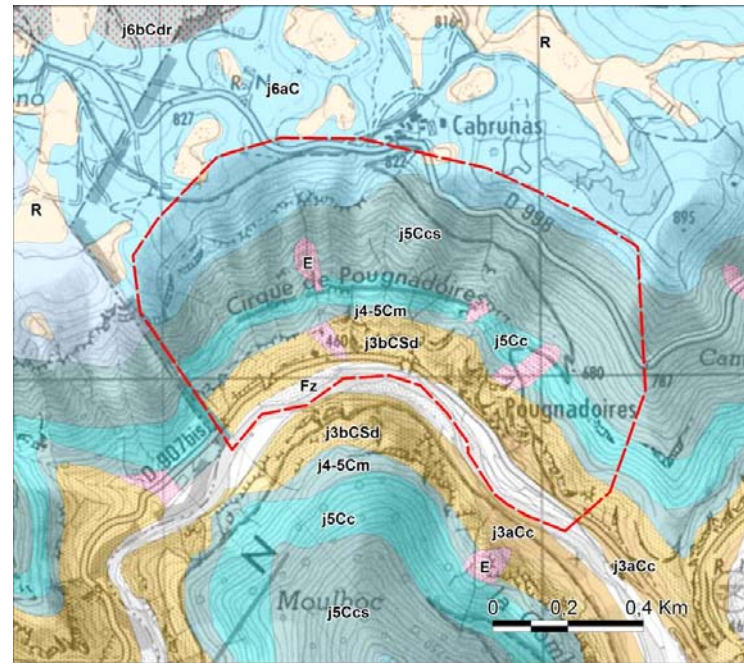 j6bCdr
816
R
R
N
j6aC
827
Cabrunas
822
R
D 998
895
j5Ccs
E
Cirque de Pougnadoires
j4-5Cm
460
j3bCSd
j5Cc
680
787
Fz
Pougnadoires
j3bCSd
D 907bis
j4-5Cm
j5Cc
j3aCc
j3aCc
N
E
R
Moulhoc
0 0,2 0,4 Km
j5Ccs